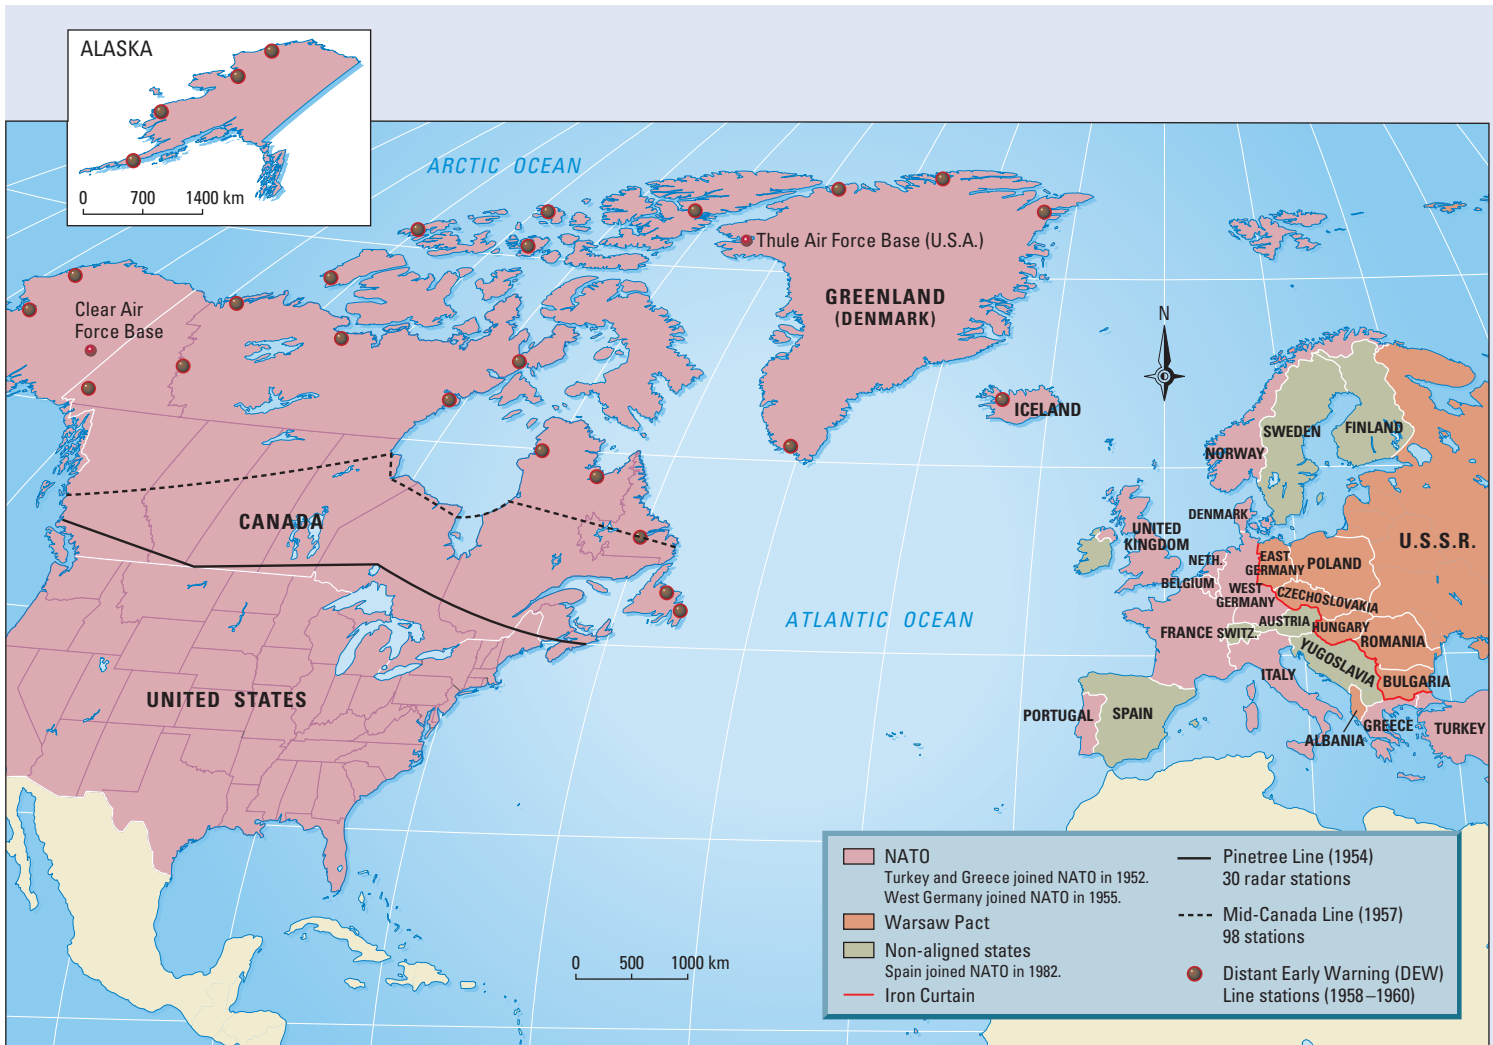 ALASKA
0 700 1400 km
ARCTIC OCEAN
Thule Air Force Base (U.S.A.)
GREENLAND
(DENMARK)
Clear Air
Force Base
N
ICELAND
SWEDEN
FINLAND
NORWAY
CANADA
DENMARK
UNITED
KINGDOM
U.S.S.R.
NETH.
EAST
GERMANY
POLAND
BELGIUM
WEST
GERMANY
CZECHOSLOVAKIA
ATLANTIC OCEAN
AUSTRIA
HUNGARY
FRANCE
SWITZ.
ROMANIA
YUGOSLAVIA
ITALY
BULGARIA
UNITED STATES
PORTUGAL
SPAIN
GREECE
TURKEY
ALBANIA
0 500 1000 km
NATO
Turkey and Greece joined NATO in 1952.
West Germany joined NATO in 1955.
Warsaw Pact
Non-aligned states
Spain joined NATO in 1982.
Iron Curtain
Pinetree Line (1954)
30 radar stations
Mid-Canada Line (1957)
98 stations
Distant Early Warning (DEW)
Line stations (1958–1960)